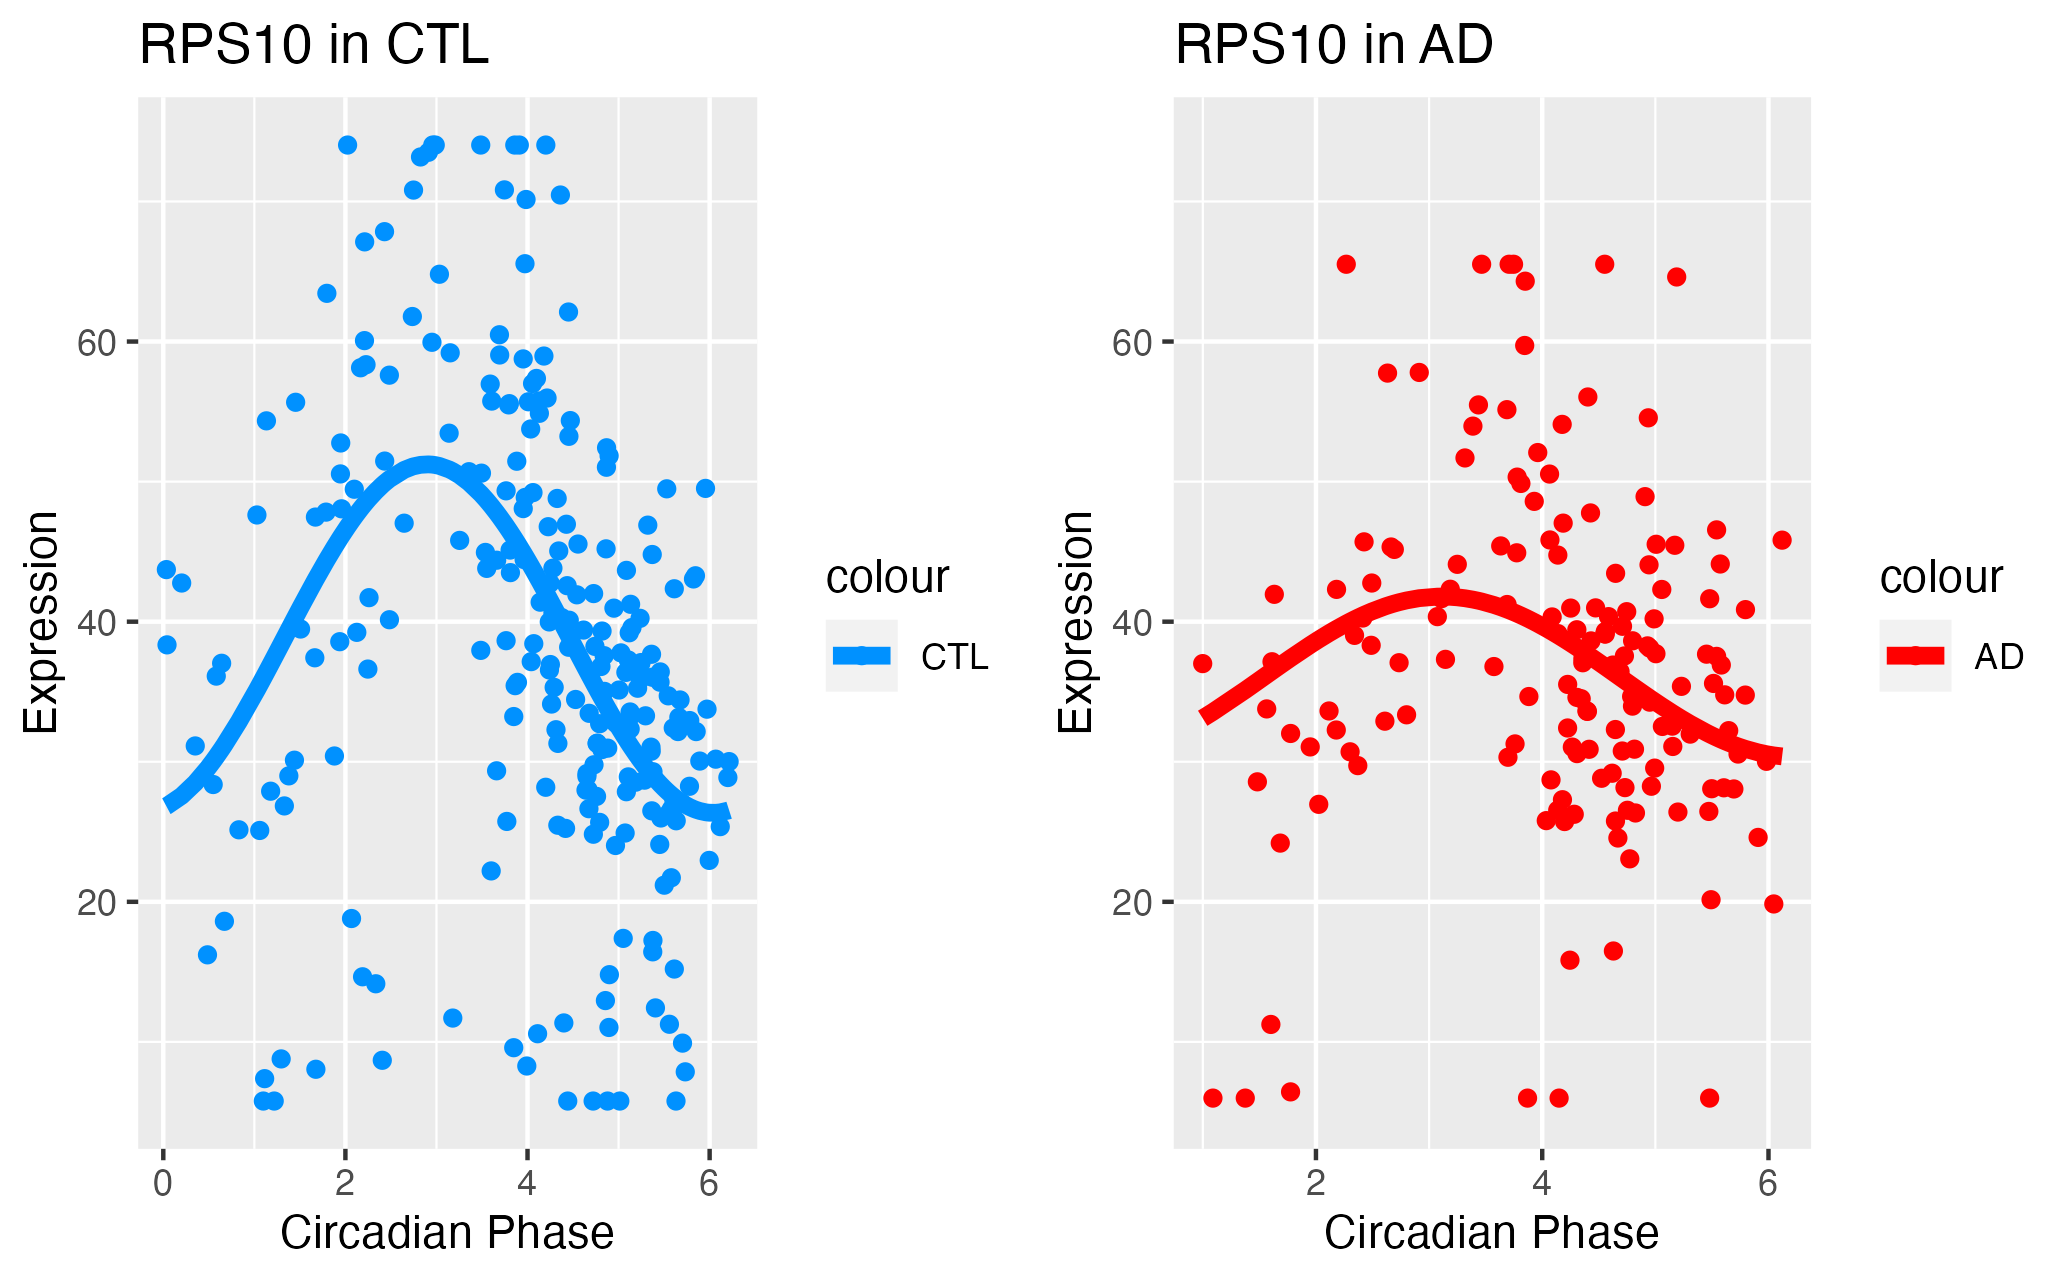 RPS10 in CTL
Expression
60
40
20
0 2 4 6
Circadian Phase
colour
CTL
RPS10 in AD
Expression
60
40
20
2 4 6
Circadian Phase
colour
AD